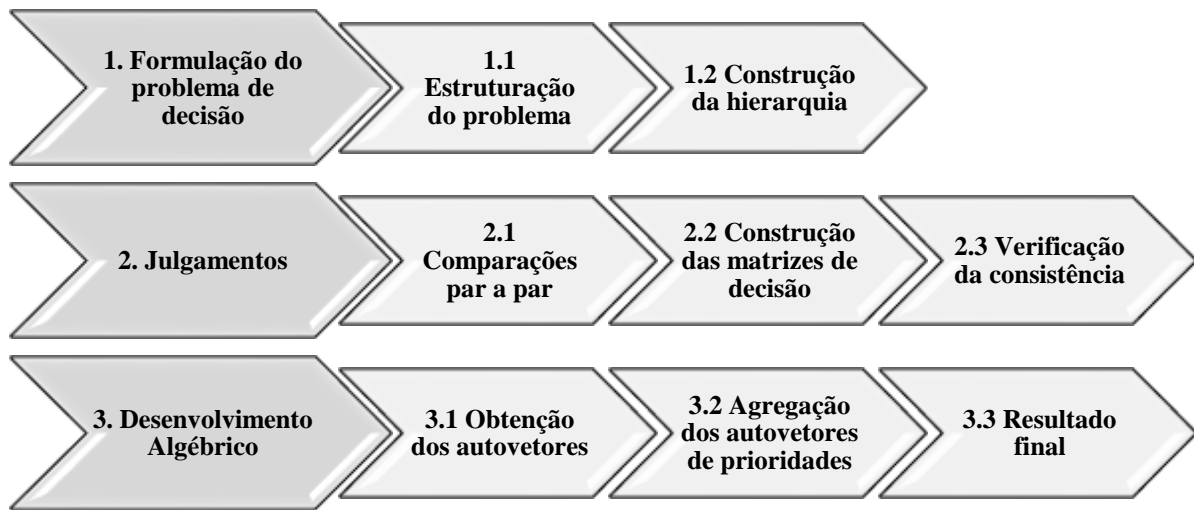 1. Formulação do
problema de
decisão
1.1
Estruturação
do problema
1.2 Construção
da hierarquia
2. Julgamentos
2.1
Comparações
par a par
2.2 Construção
das matrizes de
decisão
2.3 Verificação
da consistência
3. Desenvolvimento
Algébrico
3.1 Obtenção
dos autovetores
3.2 Agregação
dos autovetores
de prioridades
3.3 Resultado
final